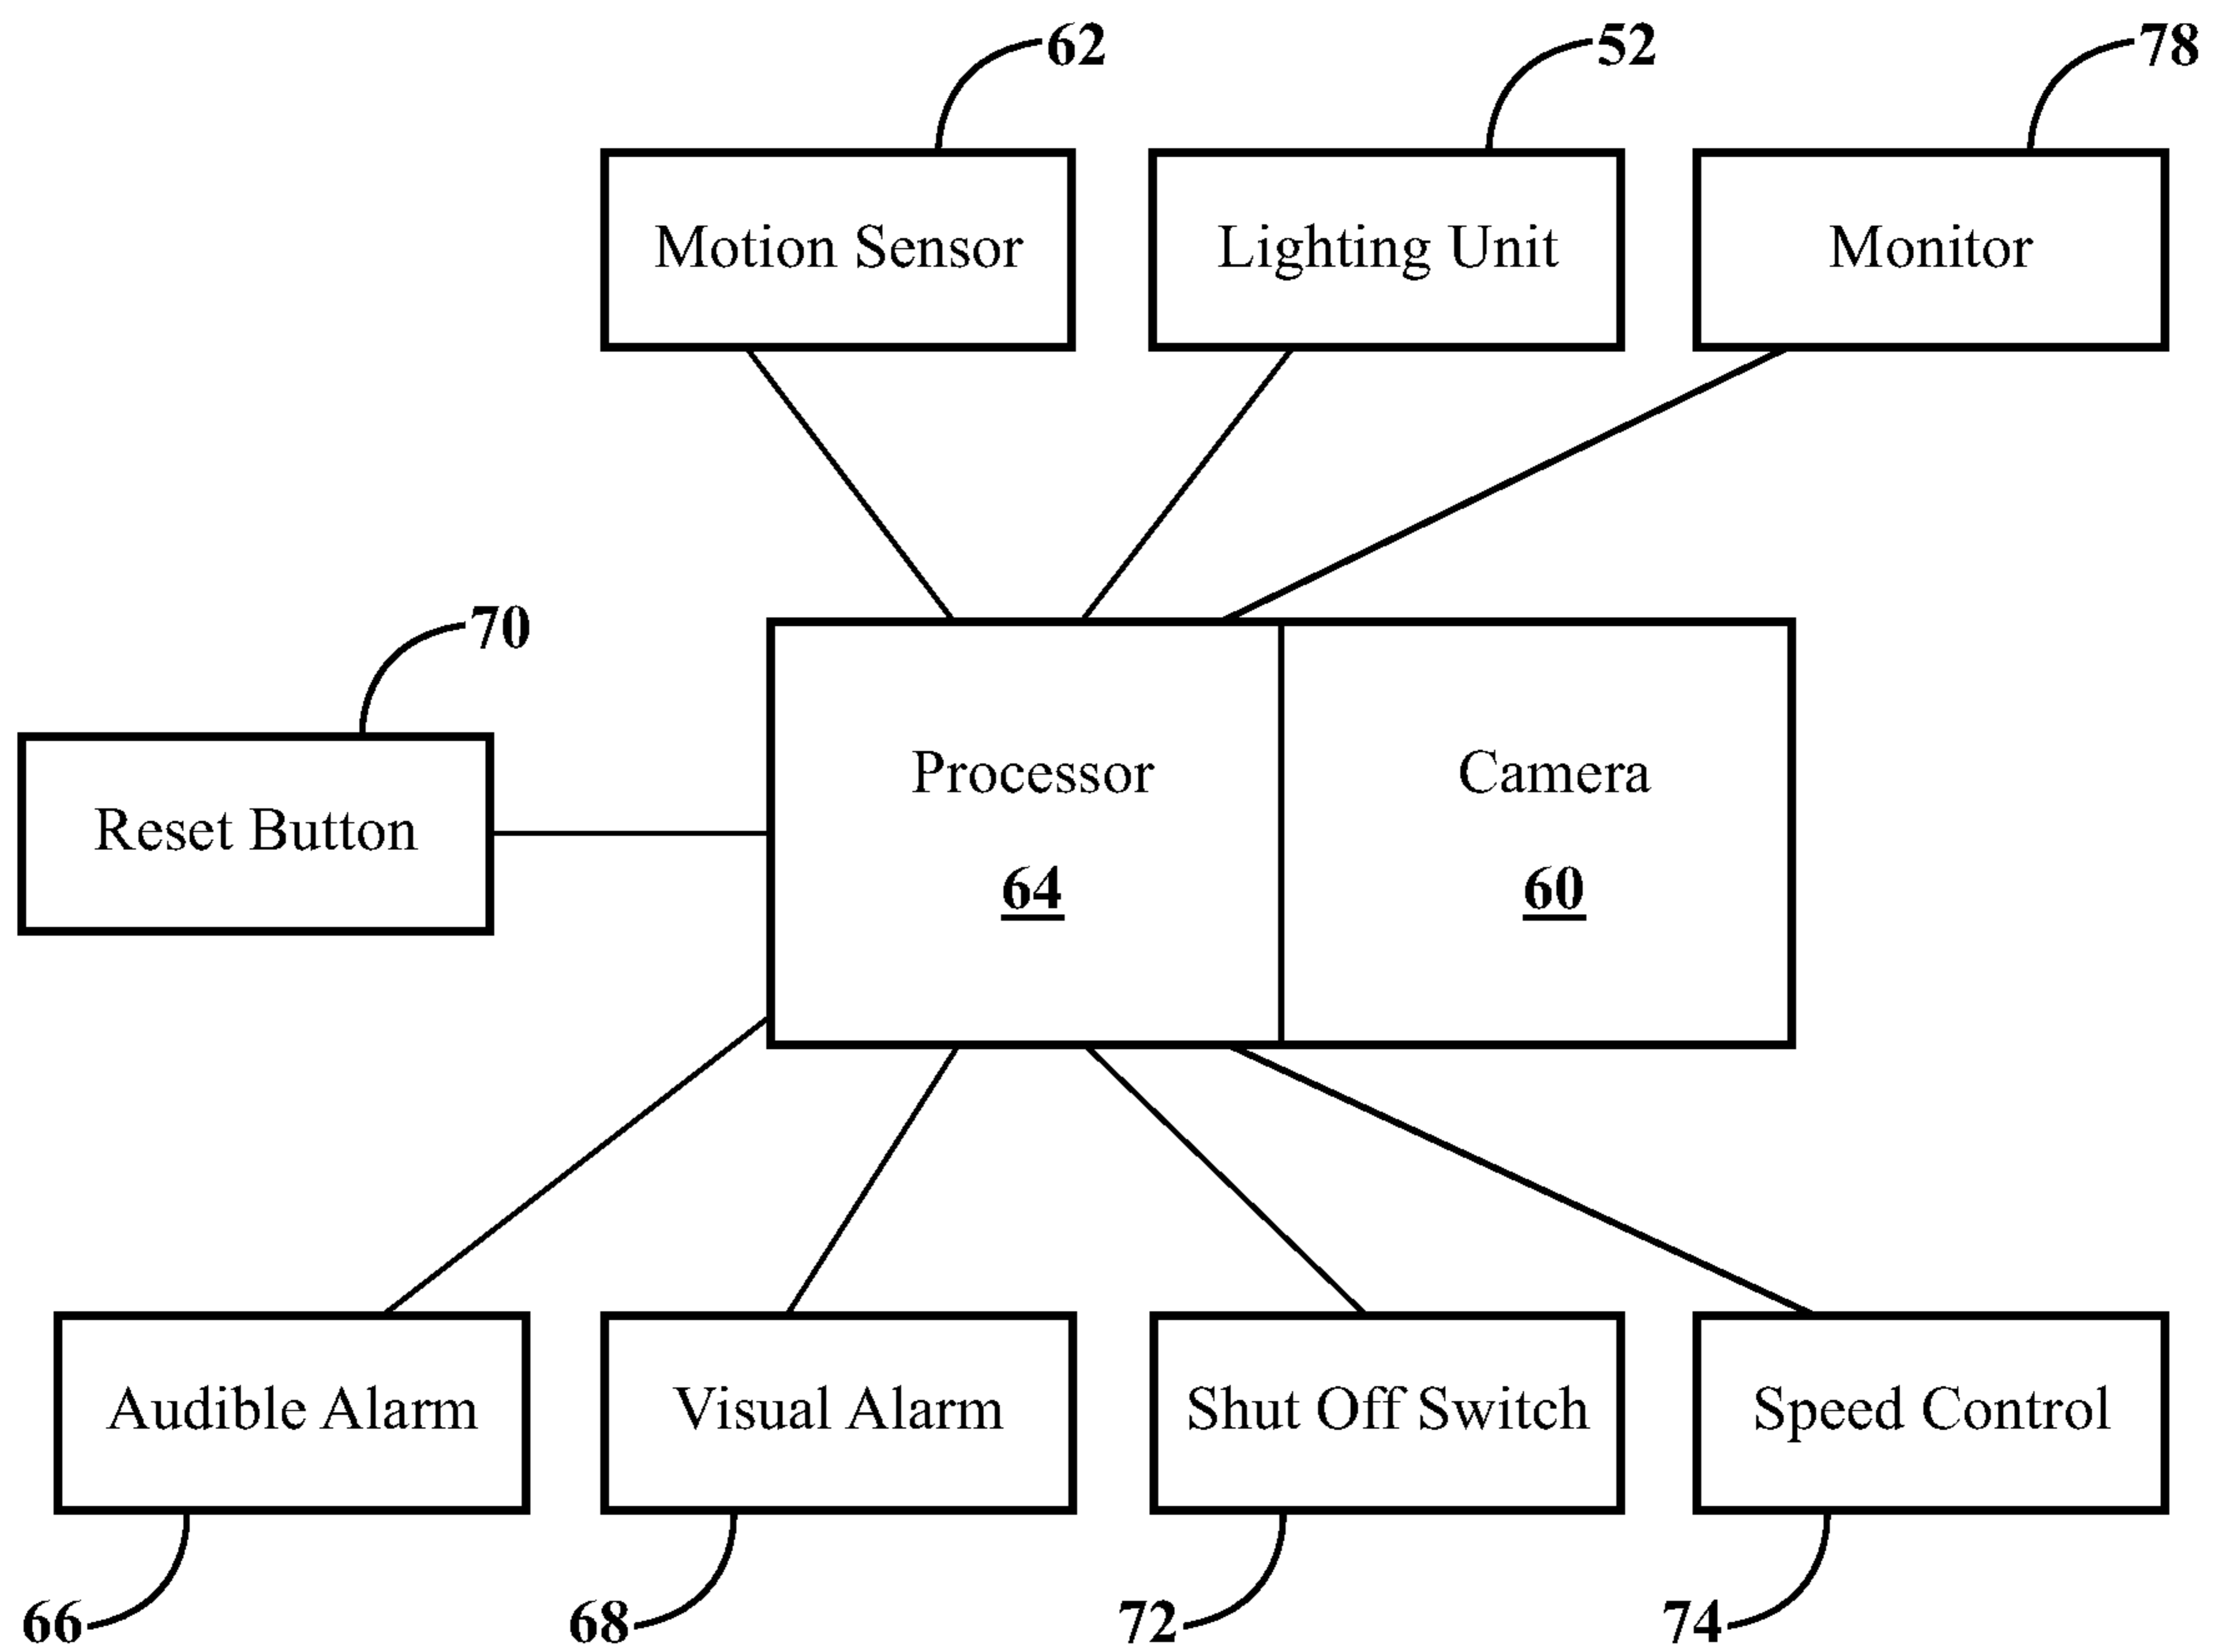 62
52
78
Motion Sensor
Lighting Unit
Monitor
70
Reset Button
Processor
64
Camera
60
Audible Alarm
Visual Alarm
Shut Off Switch
Speed Control
66
68
72
74